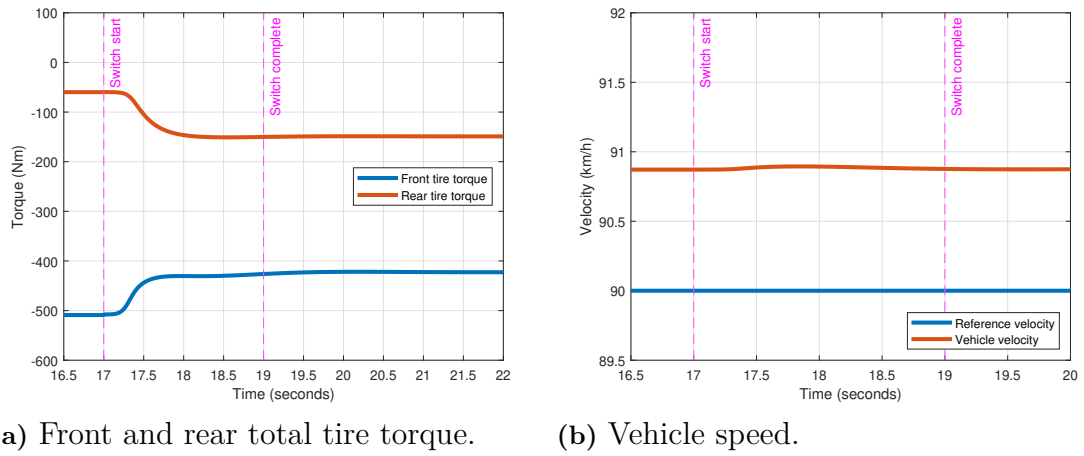 100
0
-100
-200
-300
-400
-500
-600
Torque (Nm)
16.5 17 17.5 18 18.5 19 19.5 20 20.5 21 21.5 22
Time (seconds)
Switch start
Switch complete
Front tire torque
Rear tire torque
92
91.5
91
90.5
90
89.5
Velocity (km/h)
16.5 17 17.5 18 18.5 19 19.5 20
Time (seconds)
Switch start
Switch complete
Reference velocity
Vehicle velocity
a) Front and rear total tire torque.
(b) Vehicle speed.